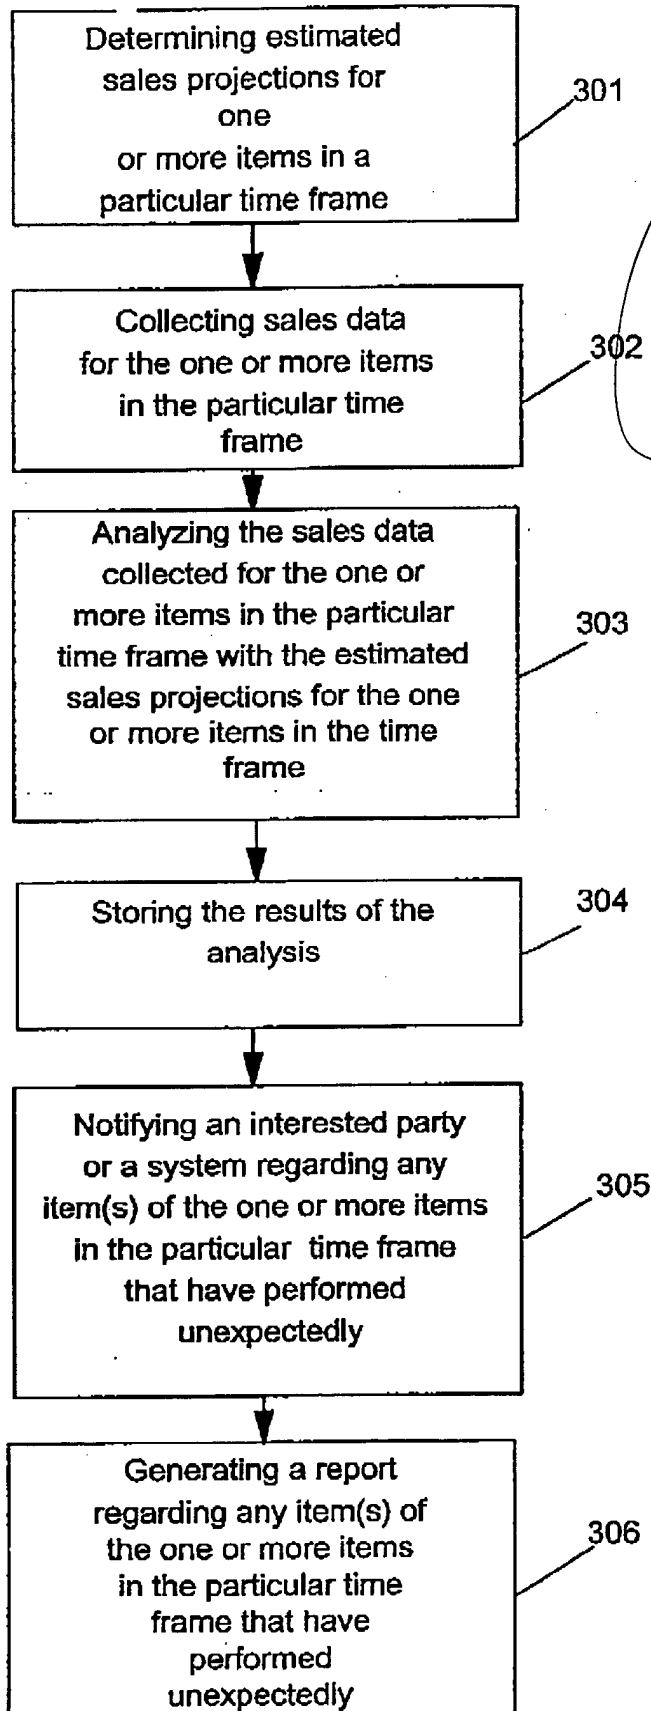 Determining estimated
sales projections for
one
or more items in a
particular time frame
301
Collecting sales data
for the one or more items
in the particular time
frame
302
Analyzing the sales data
collected for the one or
more items in the particular
time frame with the estimated
sales projections for the one
or more items in the time
frame
303
Storing the results of the
analysis
304
Notifying an interested party
or a system regarding any
item(s) of the one or more items
in the particular time frame
that have performed
unexpectedly
305
Generating a report
regarding any item(s) of
the one or more items
in the particular time
frame that have
performed
unexpectedly
306